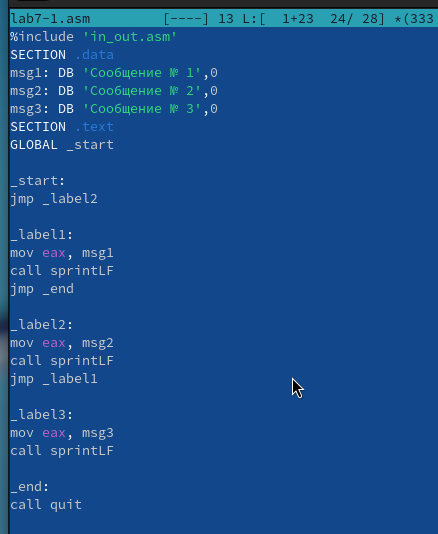 lab7-1.asm [----] 13 L:[ 1+23 24/ 28] *(333
%include 'in_out.asm'
SECTION .data
msg1: DB 'Сообщение № 1',0
msg2: DB 'Сообщение № 2',0
msg3: DB 'Сообщение № 3',0
SECTION .text
GLOBAL _start
_start:
jmp _label2
_label1:
mov eax, msg1
call sprintLF
jmp _end
_label2:
mov eax, msg2
call sprintLF
jmp _label1
_label3:
mov eax, msg3
call sprintLF
_end:
call quit